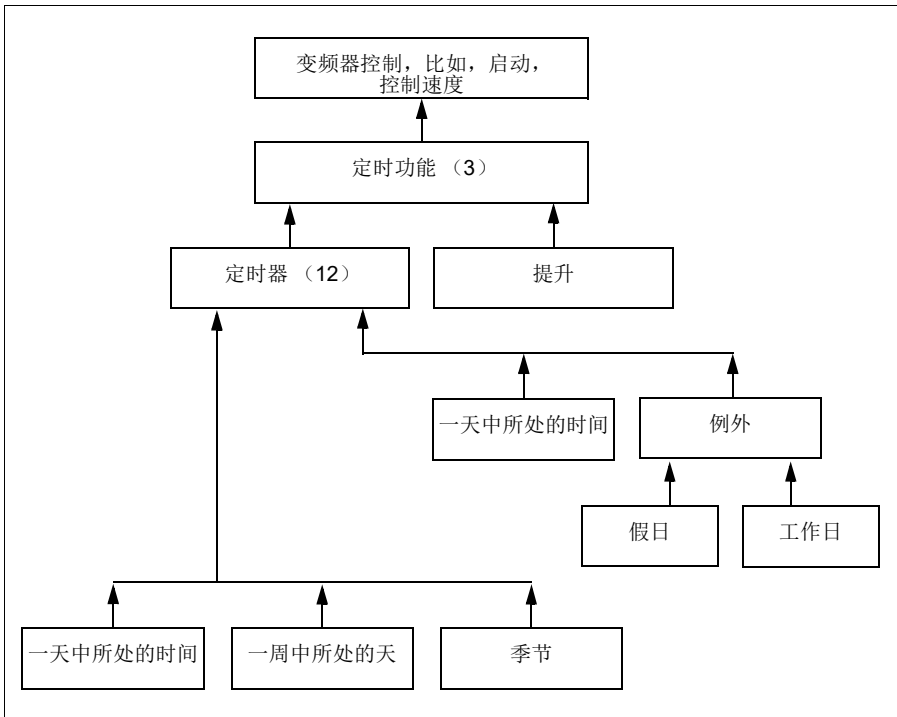 变频器控制，比如，启动，
控制速度
定时功能 （3）
定时器 （12）
提升
一天中所处的时间
例外
假日
工作日
一天中所处的时间
一周中所处的天
季节